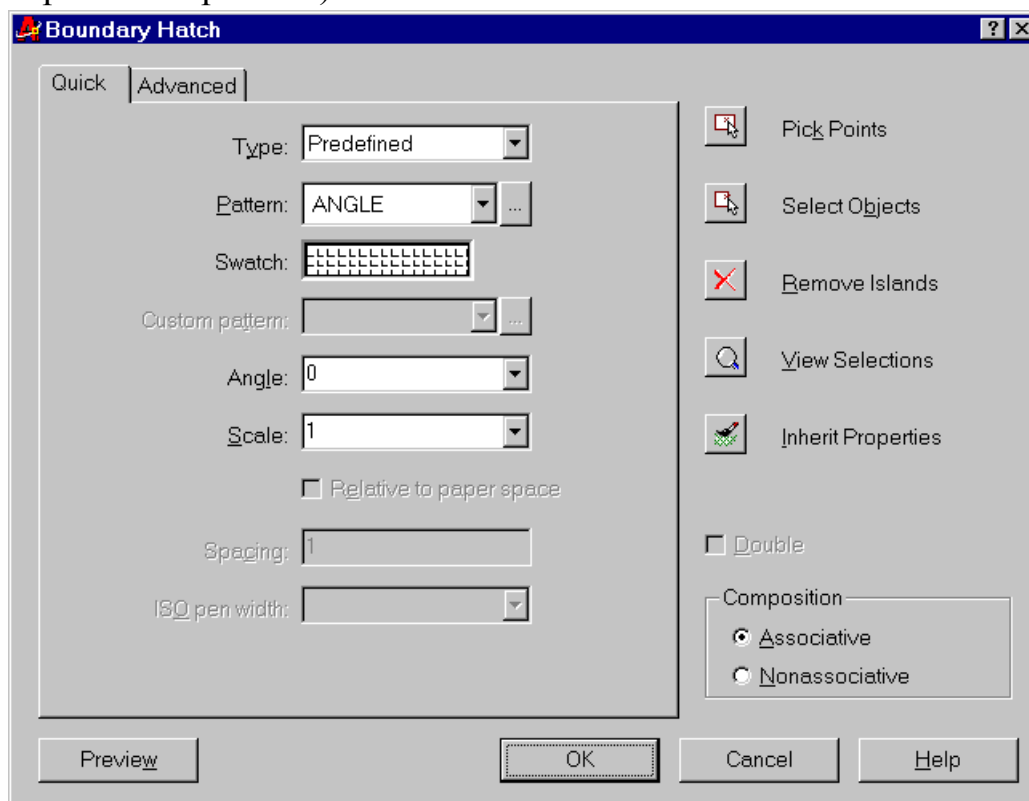 Boundary Hatch
Quick Advanced
Type: Predefined
Pattern: ANGLE ...
Swatch:
Custom pattern: ...
Angle: 0
Scale: 1
Relative to paper space
Spacing: 1
ISO pen width:
Pick Points
Select Objects
Remove Islands
View Selections
Inherit Properties
Double
Composition
Associative
Nonassociative
Preview OK Cancel Help